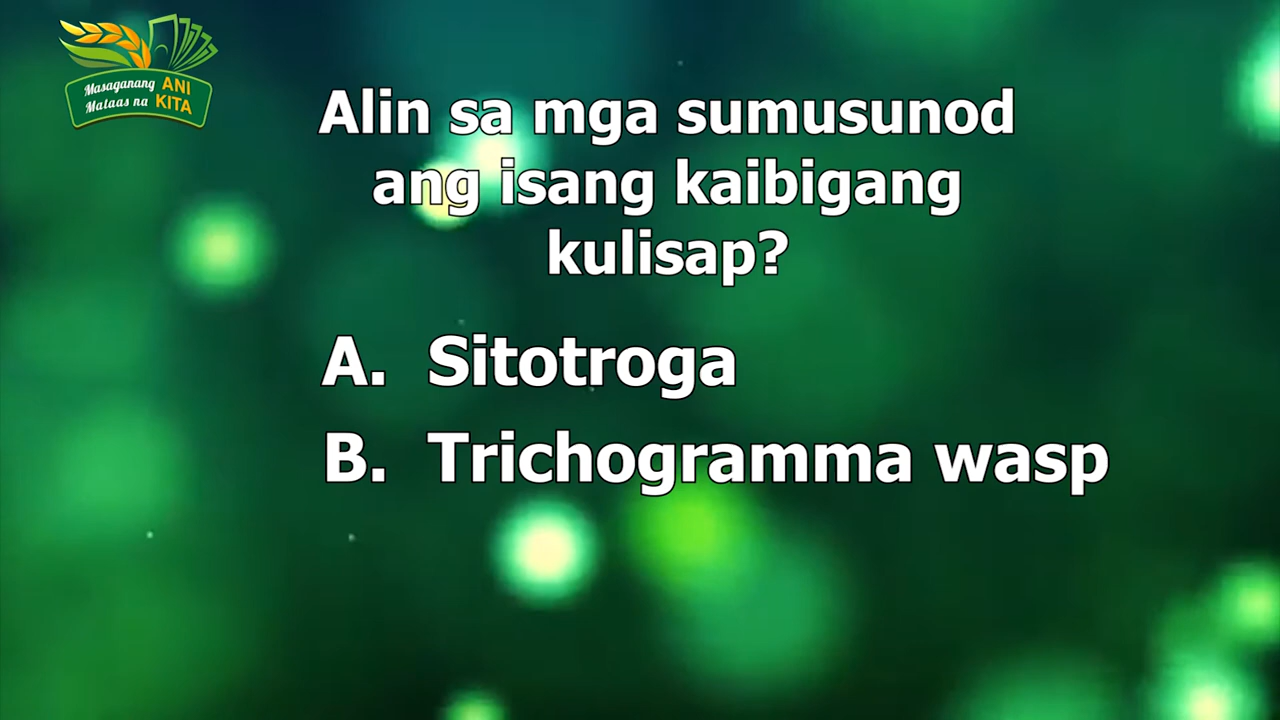 Masaganang ANI
Mataas na KITA
Alin sa mga sumusunod
ang isang kaibigang
kulisap?
A. Sitotroga
B. Trichogramma wasp